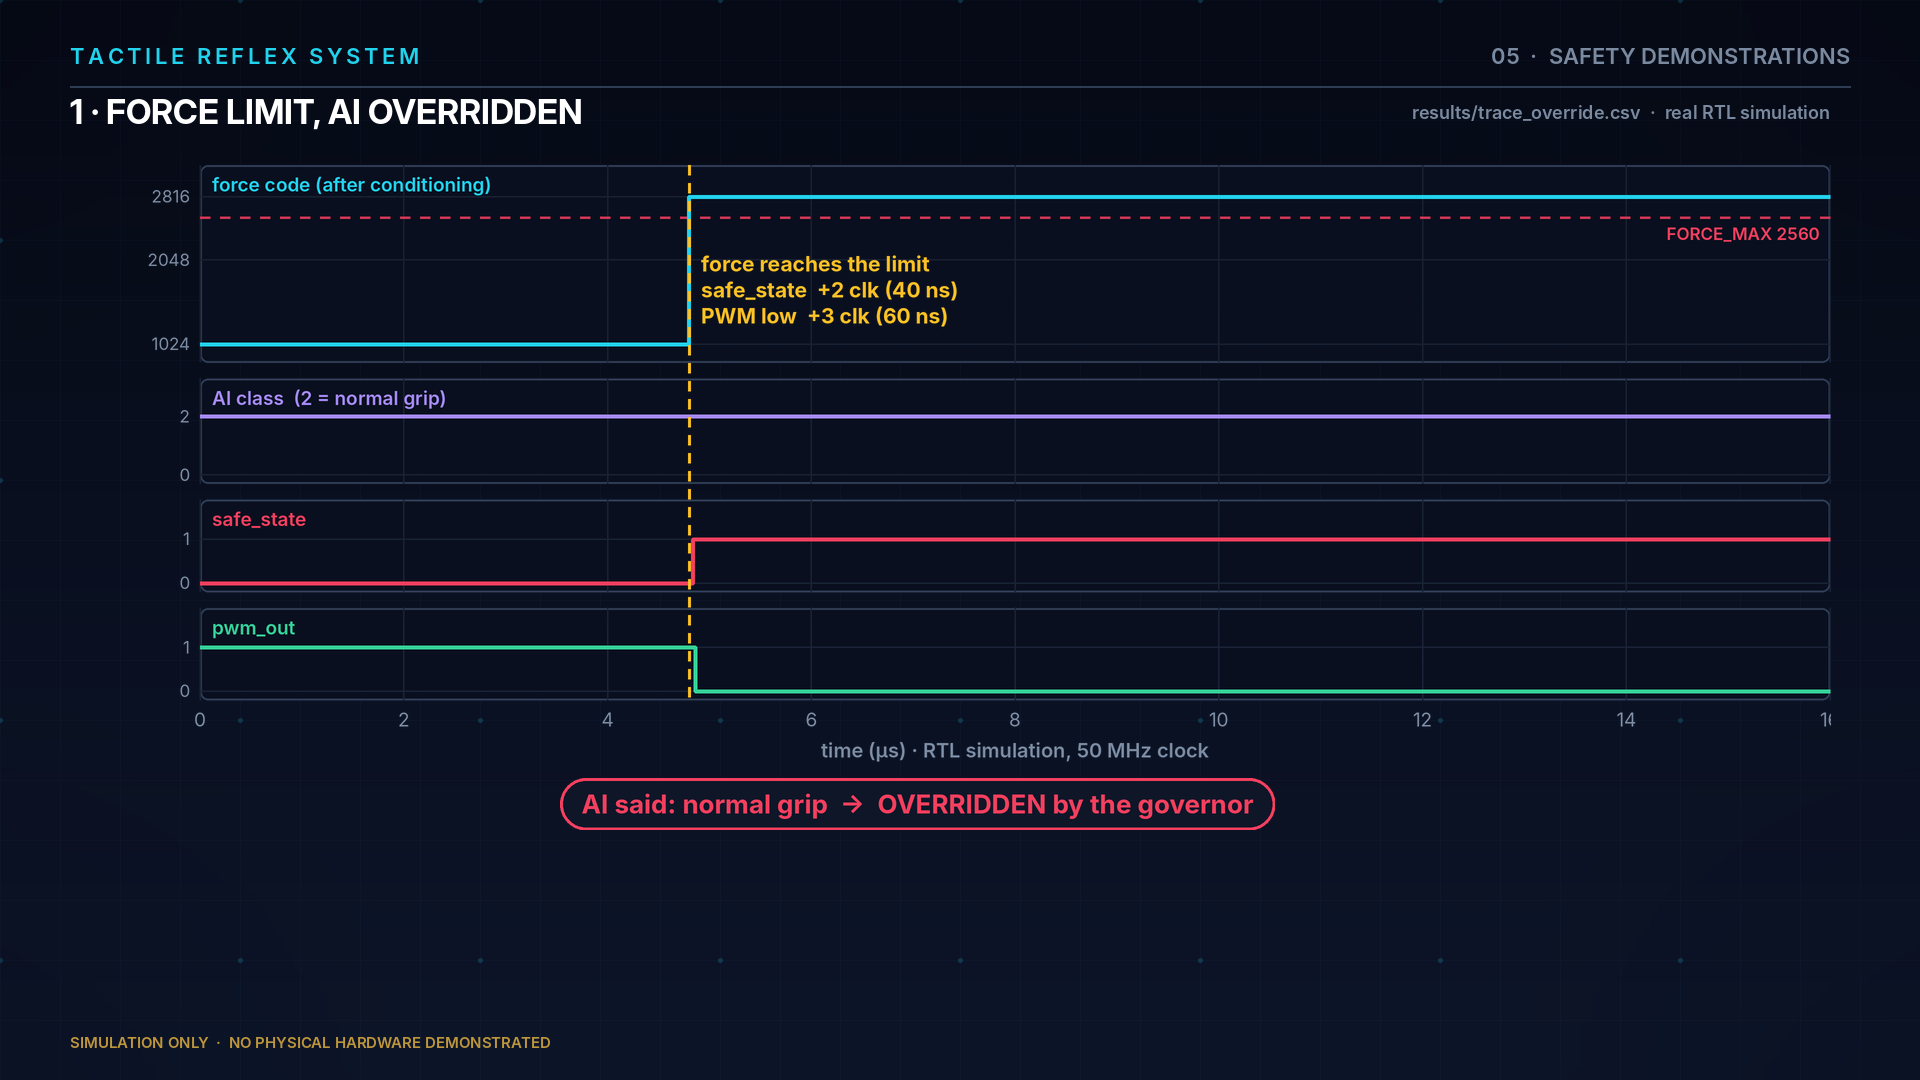 TACTILE REFLEX SYSTEM
05 · SAFETY DEMONSTRATIONS
1 · FORCE LIMIT, AI OVERRIDDEN
results/trace_override.csv · real RTL simulation
force code (after conditioning)
2816
FORCE_MAX 2560
2048
force reaches the limit
safe_state +2 clk (40 ns)
PWM low +3 clk (60 ns)
1024
AI class (2 = normal grip)
2
0
safe_state
1
0
pwm_out
1
0
0 2 4 6 8 10 12 14
time (µs) · RTL simulation, 50 MHz clock
AI said: normal grip → OVERRIDDEN by the governor
SIMULATION ONLY · NO PHYSICAL HARDWARE DEMONSTRATED